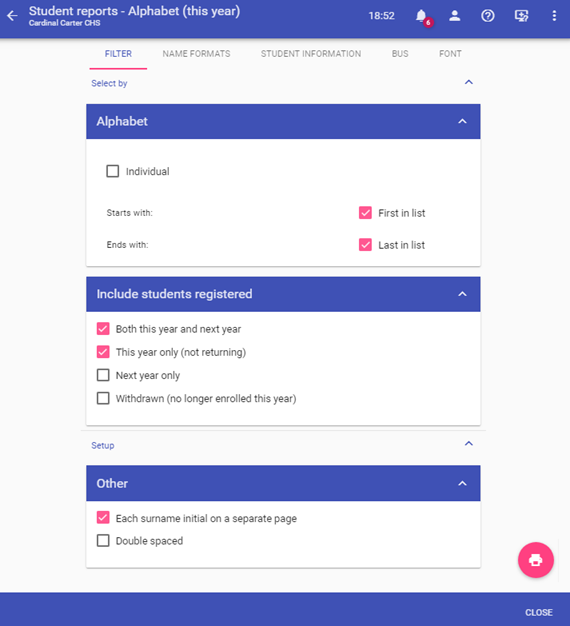 Student reports - Alphabet (this year)
Cardinal Carter CHS
18:52
6
FILTER NAME FORMATS STUDENT INFORMATION BUS FONT
Select by
Alphabet
Individual
Starts with: First in list
Ends with: Last in list
Include students registered
Both this year and next year
This year only (not returning)
Next year only
Withdrawn (no longer enrolled this year)
Setup
Other
Each surname initial on a separate page
Double spaced
CLOSE